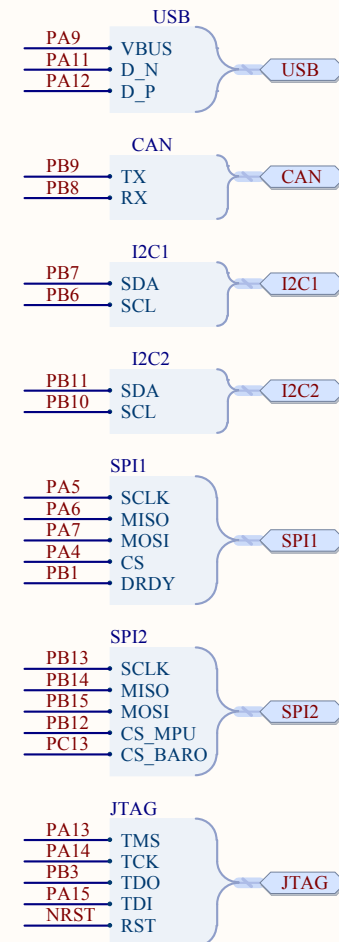 USB
PA9 VBUS
PA11 D_N USB
PA12 D_P
CAN
PB9 TX CAN
PB8 RX
I2C1
PB7 SDA I2C1
PB6 SCL
I2C2
PB11 SDA I2C2
PB10 SCL
SPI1
PA5 SCLK
PA6 MISO
PA7 MOSI SPI1
PA4 CS
PB1 DRDY
SPI2
PB13 SCLK
PB14 MISO
PB15 MOSI SPI2
PB12 CS_MPU
PC13 CS_BARO
JTAG
PA13 TMS
PA14 TCK
PB3 TDO JTAG
PA15 TDI
NRST RST